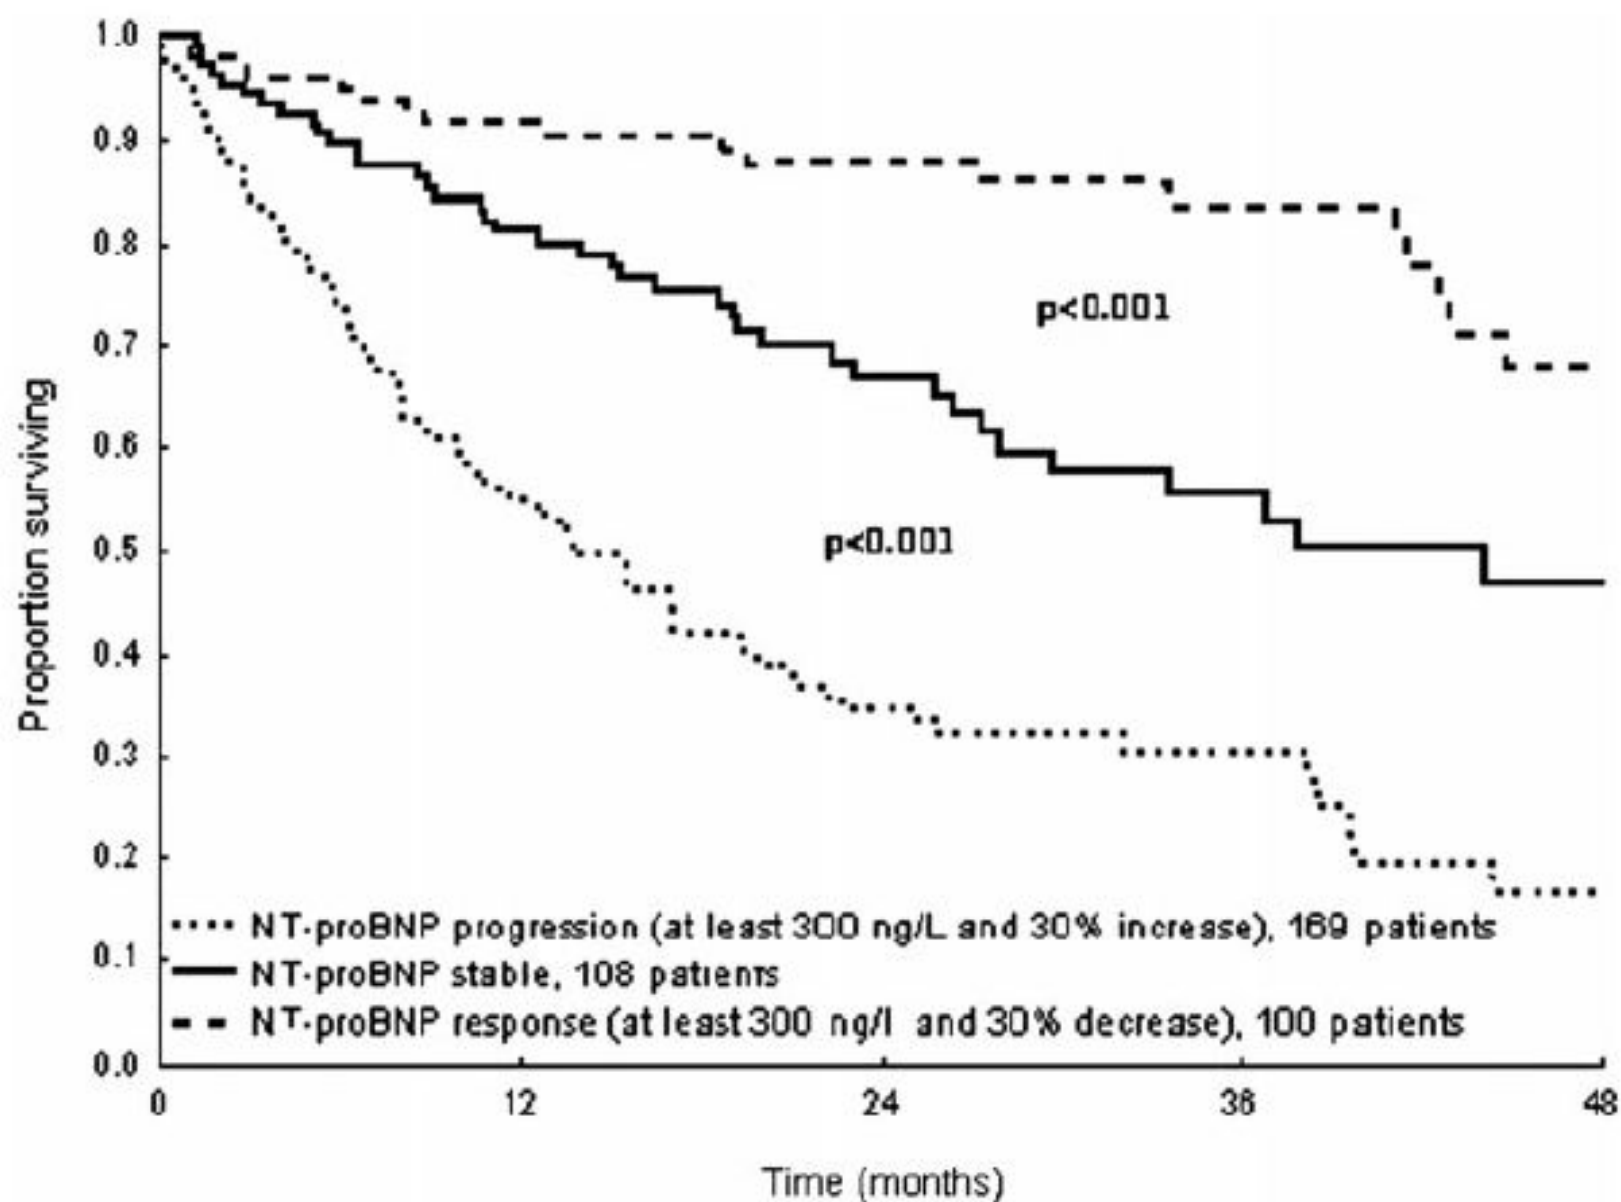 1.0
0.9
0.8
0.7
0.6
0.5
0.4
0.3
0.2
0.1
0.0
Proportion surviving
p<0.001
p<0.001
NT-proBNP progression (at least 300 ng/L and 30% increase), 169 patients
NT-proBNP stable, 108 patients
NT-proBNP response (at least 300 ng/l and 30% decrease), 100 patients
0 12 24 36 48
Time (months)